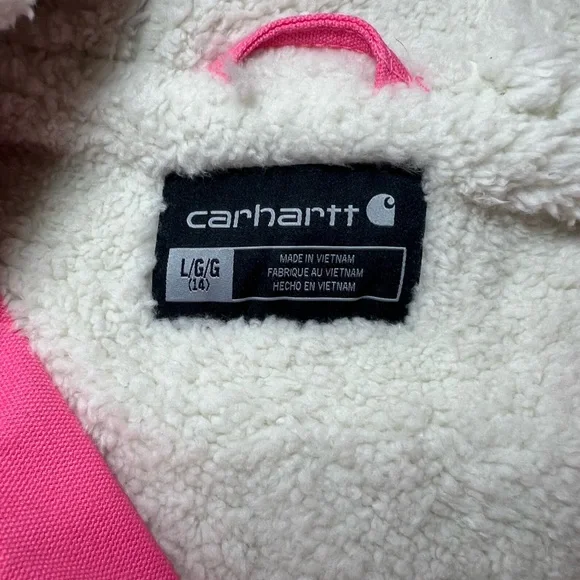 carhartt
L/G/G
(14)
MADE IN VIETNAM
FABRIQUE AU VIETNAM
HECHO EN VIETNAM